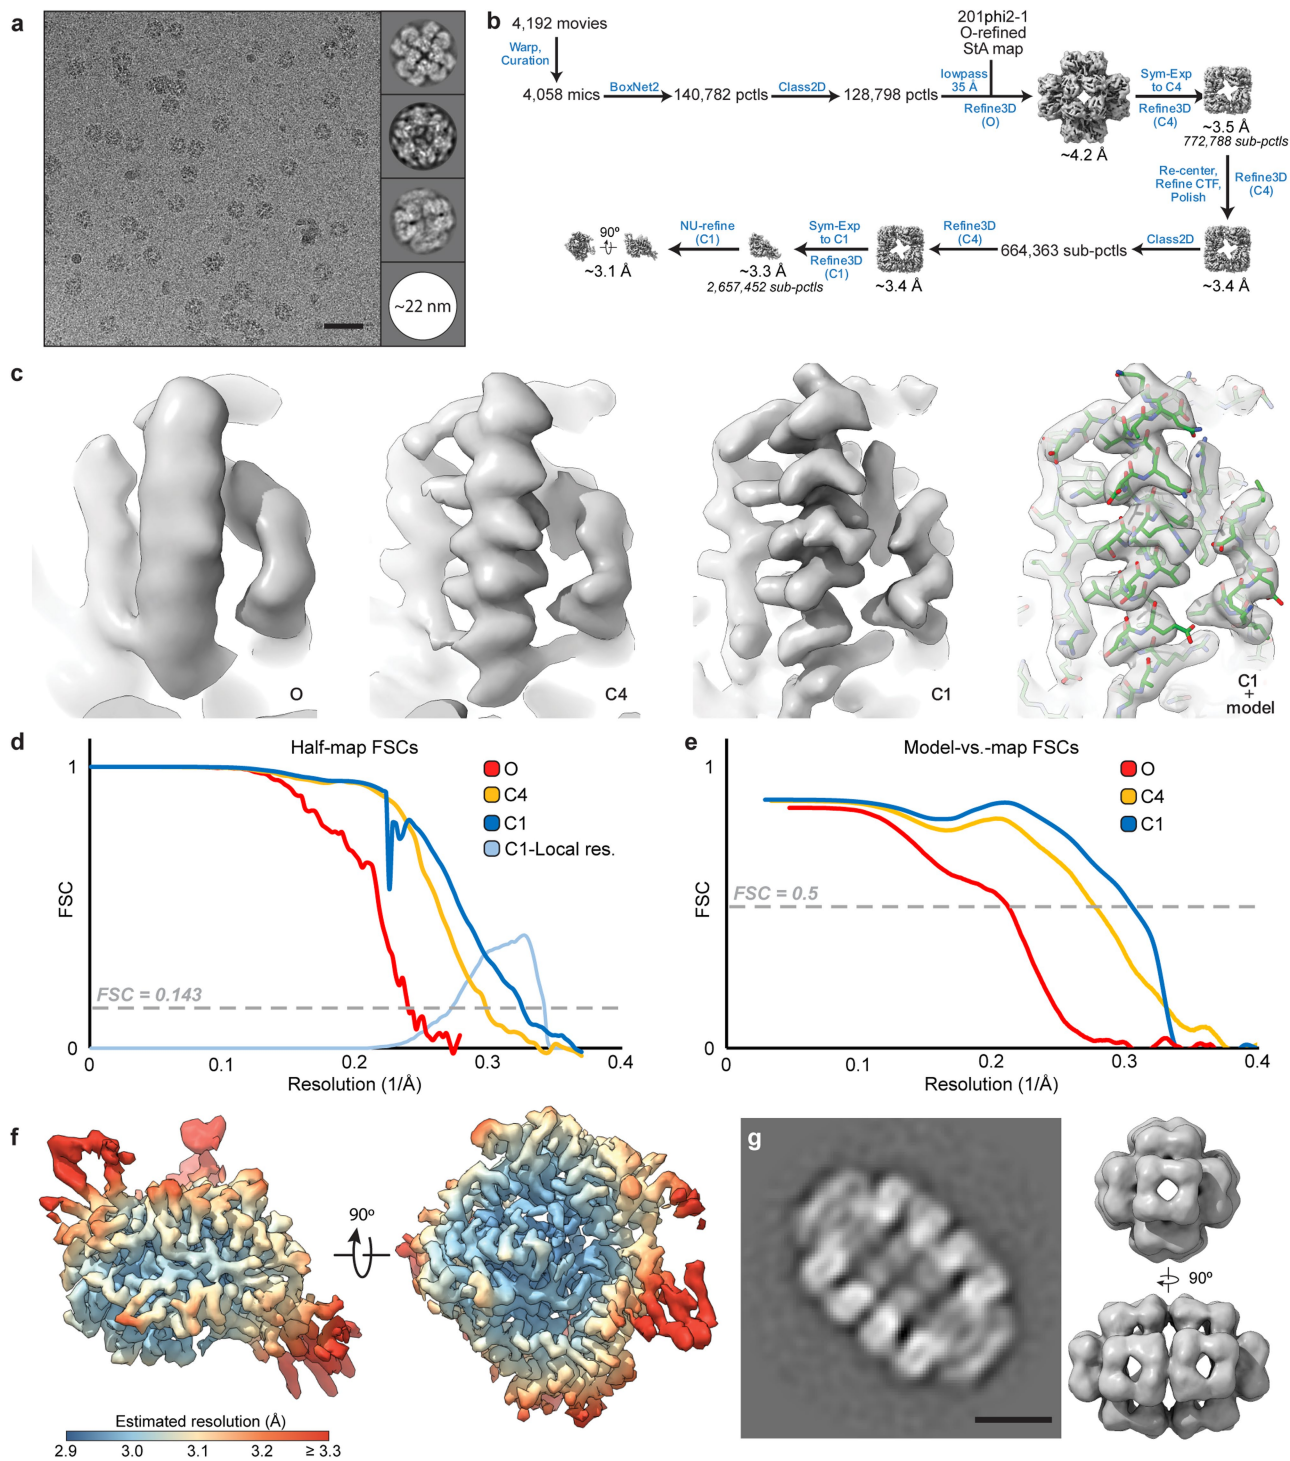 a
~22 nm
b
4,192 movies
Warp,
Curation
4,058 mics
BoxNet2
140,782 pctls
Class2D
128,798 pctls
201phi2-1
O-refined
StA map
lowpass
35 Å
Refine3D
(O)
~4.2 Å
Sym-Exp
to C4
Refine3D
(C4)
~3.5 Å
772,788 sub-pctls
Re-center,
Refine CTF,
Polish
Refine3D
(C4)
~3.4 Å
Class2D
664,363 sub-pctls
Refine3D
(C4)
~3.4 Å
Sym-Exp
to C1
Refine3D
(C1)
~3.3 Å
2,657,452 sub-pctls
NU-refine
(C1)
90º
~3.1 Å
c
O
C4
C1
C1
+
model
d
Half-map FSCs
1
O
C4
C1
C1-Local res.
FSC
FSC = 0.143
0
0 0.1 0.2 0.3 0.4
Resolution (1/Å)
e
Model-vs.-map FSCs
1
O
C4
C1
FSC = 0.5
FSC
0
0 0.1 0.2 0.3 0.4
Resolution (1/Å)
f
90º
Estimated resolution (Å)
2.9 3.0 3.1 3.2 ≥ 3.3
g
90º